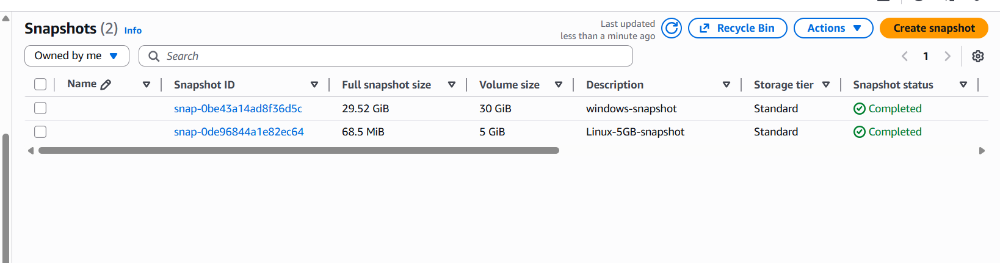 Snapshots (2) Info
Last updated
less than a minute ago
Recycle Bin
Actions
Create snapshot
Owned by me
Search
1
Name Snapshot ID Full snapshot size Volume size Description Storage tier Snapshot status
snap-0be43a14ad8f36d5c 29.52 GiB 30 GiB windows-snapshot Standard Completed
snap-0de96844a1e82ec64 68.5 MiB 5 GiB Linux-5GB-snapshot Standard Completed